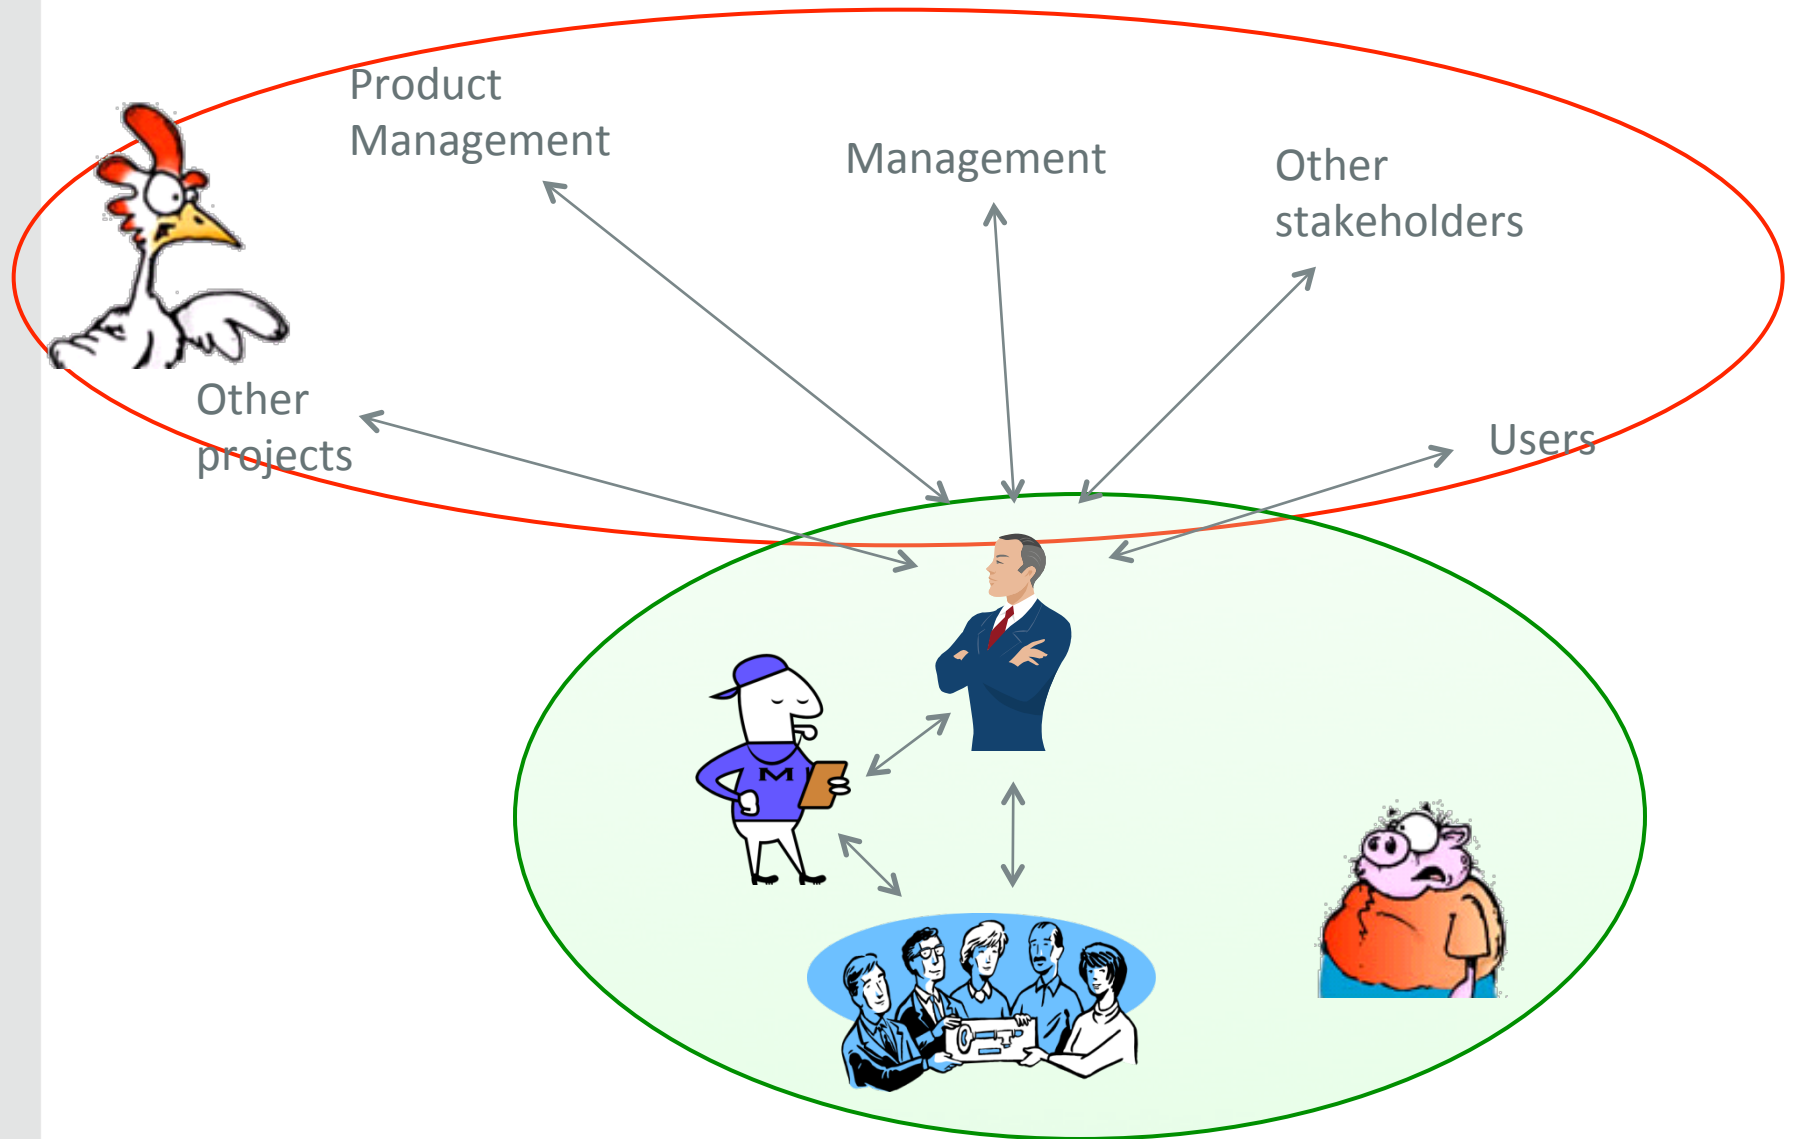 Product
Management
Management
Other
stakeholders
Other
projects
Users
M